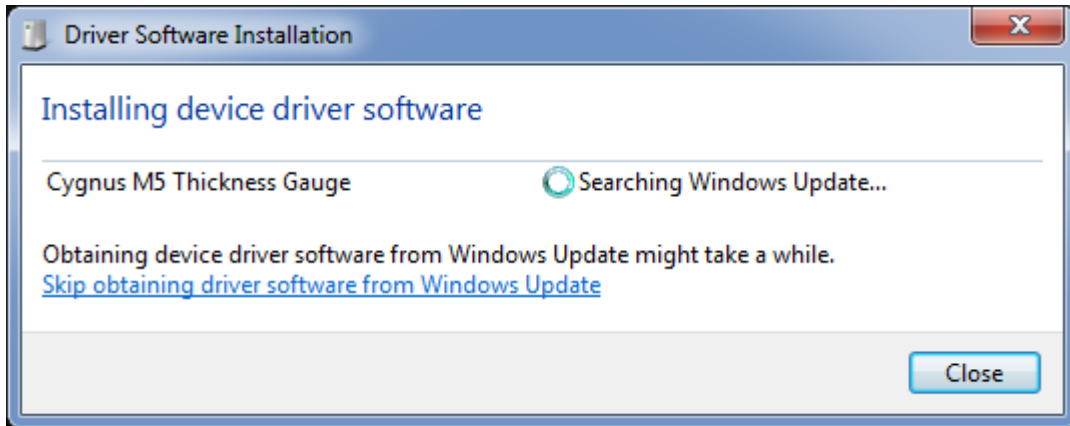 Driver Software Installation
Installing device driver software
Cygnus M5 Thickness Gauge Searching Windows Update...
Obtaining device driver software from Windows Update might take a while.
Skip obtaining driver software from Windows Update
Close